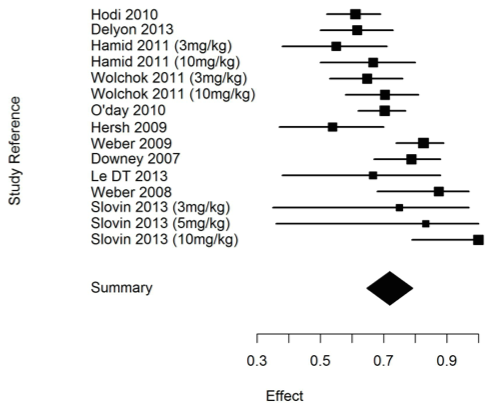 Study Reference
Hodi 2010
Delyon 2013
Hamid 2011 (3mg/kg)
Hamid 2011 (10mg/kg)
Wolchok 2011 (3mg/kg)
Wolchok 2011 (10mg/kg)
O'day 2010
Hersh 2009
Weber 2009
Downey 2007
Le DT 2013
Weber 2008
Slovin 2013 (3mg/kg)
Slovin 2013 (5mg/kg)
Slovin 2013 (10mg/kg)
Summary
0.3 0.5 0.7 0.9
Effect